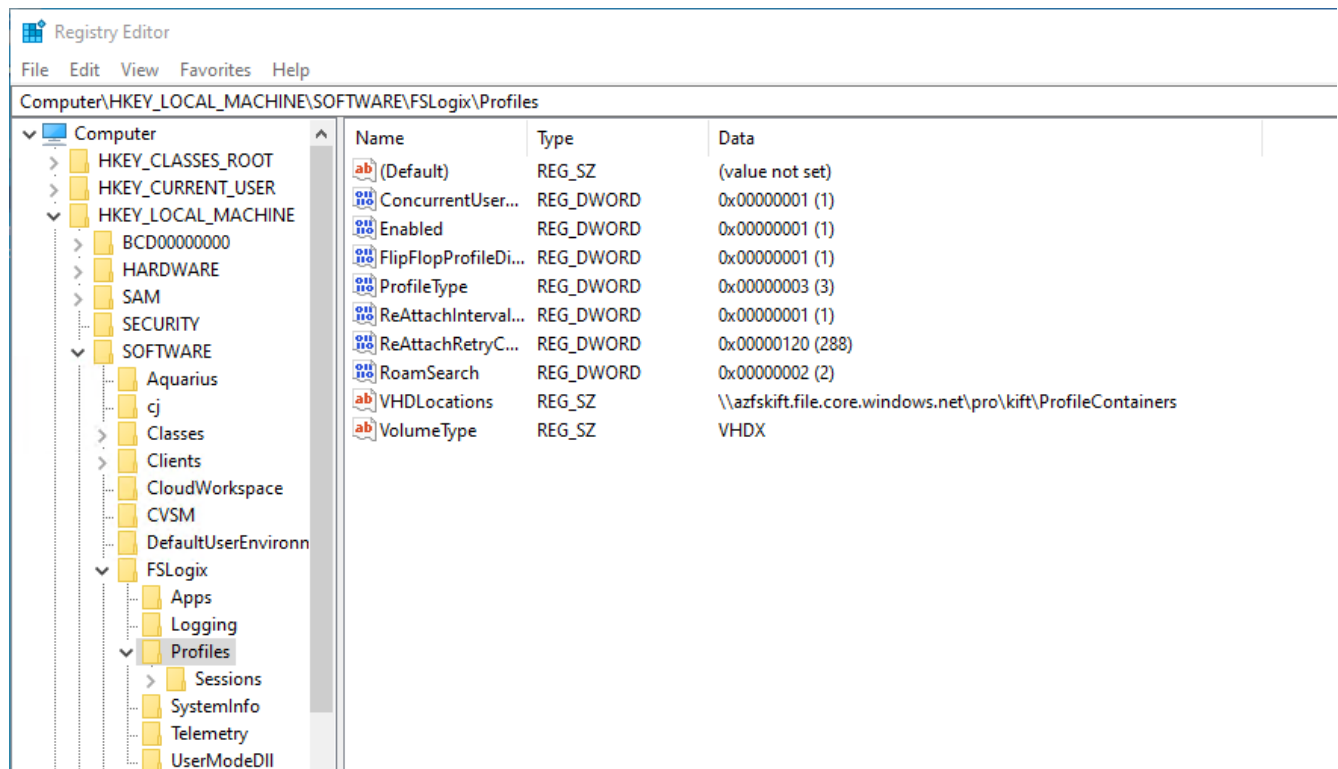 Registry Editor
File Edit View Favorites Help
Computer\HKEY_LOCAL_MACHINE\SOFTWARE\FSLogix\Profiles
Computer
HKEY_CLASSES_ROOT
HKEY_CURRENT_USER
HKEY_LOCAL_MACHINE
BCD00000000
HARDWARE
SAM
SECURITY
SOFTWARE
Aquarius
cj
Classes
Clients
CloudWorkspace
CVSM
DefaultUserEnvironn
FSLogix
Apps
Logging
Profiles
Sessions
SystemInfo
Telemetry
UserModeDll
Name Type Data
(Default) REG_SZ (value not set)
ConcurrentUser... REG_DWORD 0x00000001 (1)
Enabled REG_DWORD 0x00000001 (1)
FlipFlopProfileDi... REG_DWORD 0x00000001 (1)
ProfileType REG_DWORD 0x00000003 (3)
ReAttachInterval... REG_DWORD 0x00000001 (1)
ReAttachRetryC... REG_DWORD 0x00000120 (288)
RoamSearch REG_DWORD 0x00000002 (2)
VHDLocations REG_SZ \\azfskift.file.core.windows.net\pro\kift\ProfileContainers
VolumeType REG_SZ VHDX